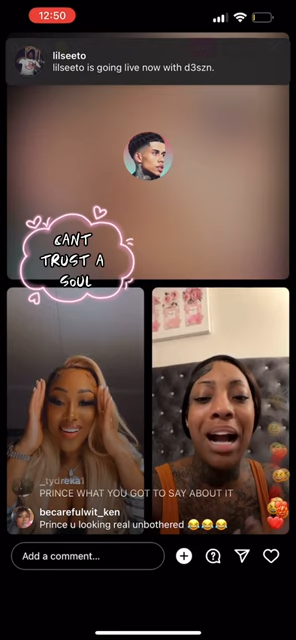 12:50
lilseeto
lilseeto is going live now with d3szn.
CANT
TRUST A
SOUL
_tydreka1
PRINCE WHAT YOU GOT TO SAY ABOUT IT
becarefulwit_ken
Prince u looking real unbothered 😂😂😂
Add a comment...